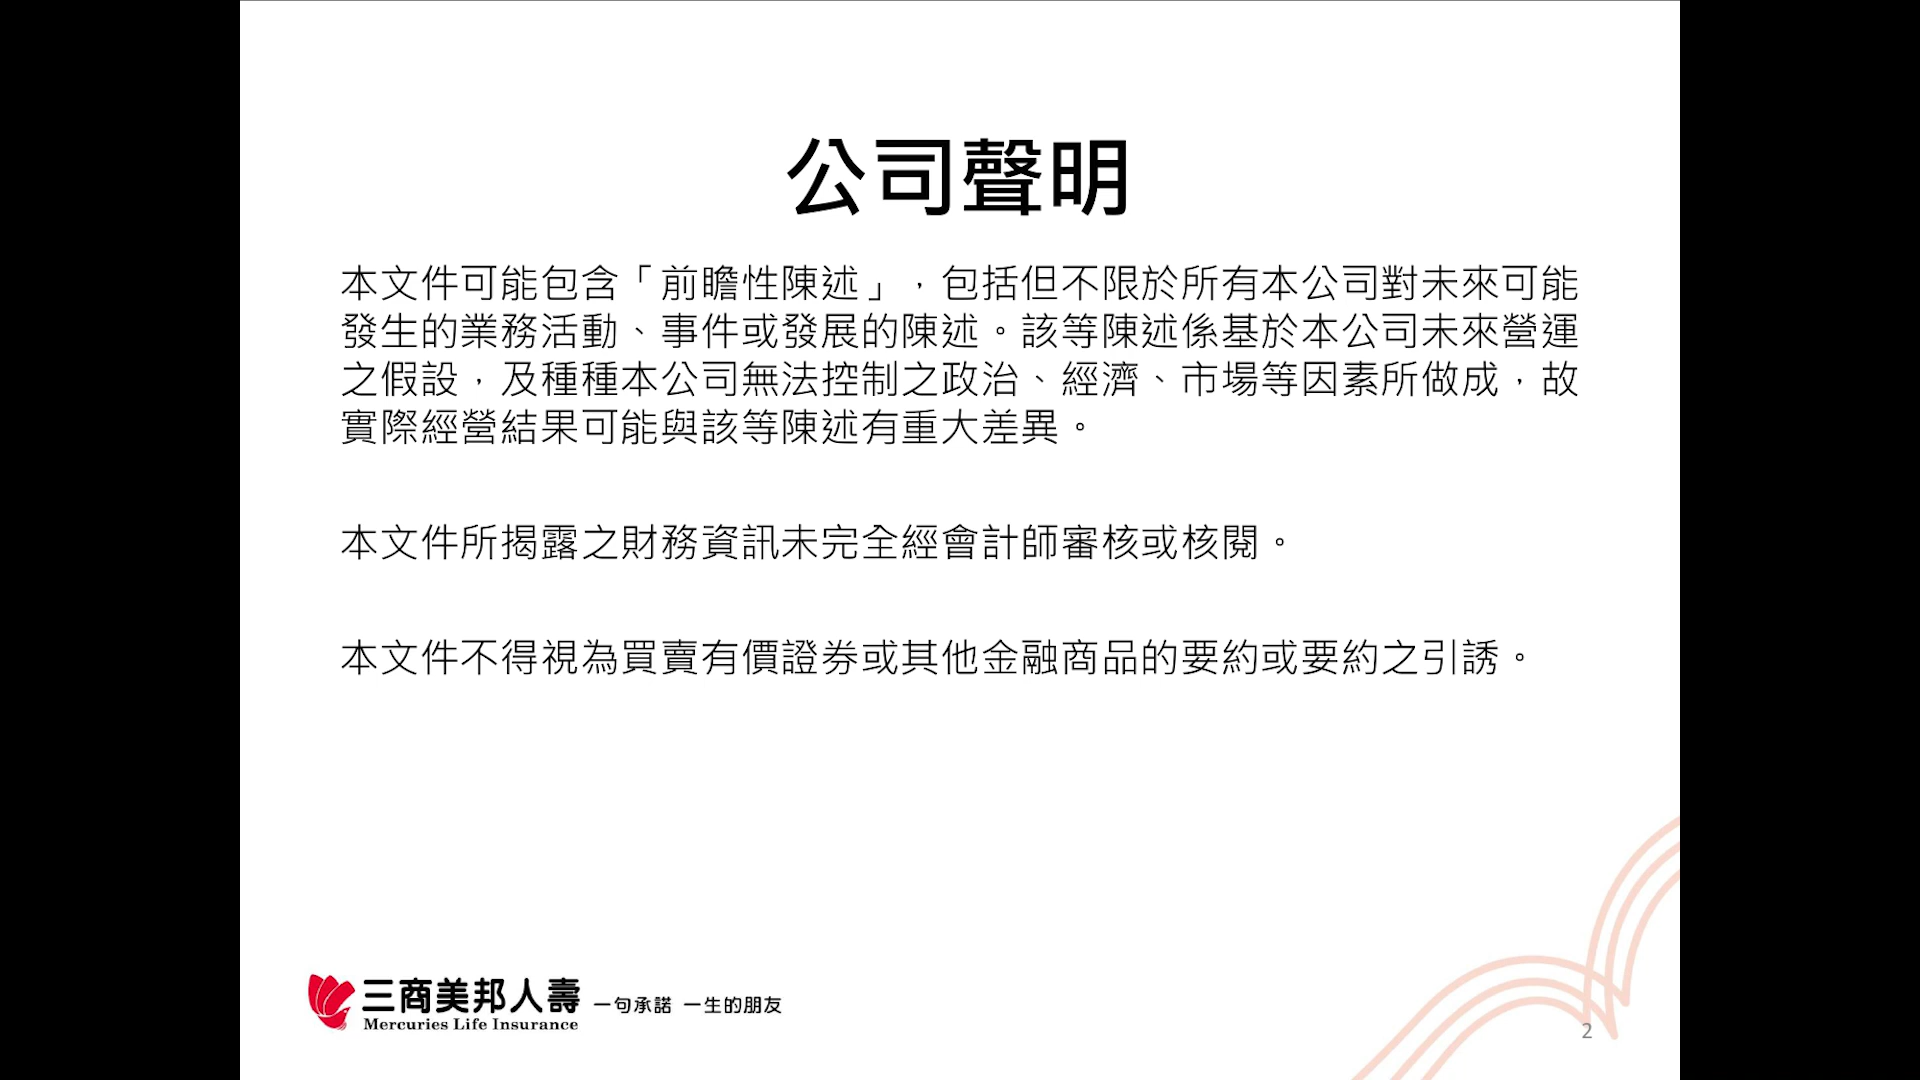 公司聲明
本文件可能包含「前瞻性陳述」，包括但不限於所有本公司對未來可能
發生的業務活動、事件或發展的陳述。該等陳述係基於本公司未來營運
之假設，及種種本公司無法控制之政治、經濟、市場等因素所做成，故
實際經營結果可能與該等陳述有重大差異。
本文件所揭露之財務資訊未完全經會計師審核或核閱。
本文件不得視為買賣有價證券或其他金融商品的要約或要約之引誘。
三商美邦人壽 一句承諾 一生的朋友
Mercuries Life Insurance
2